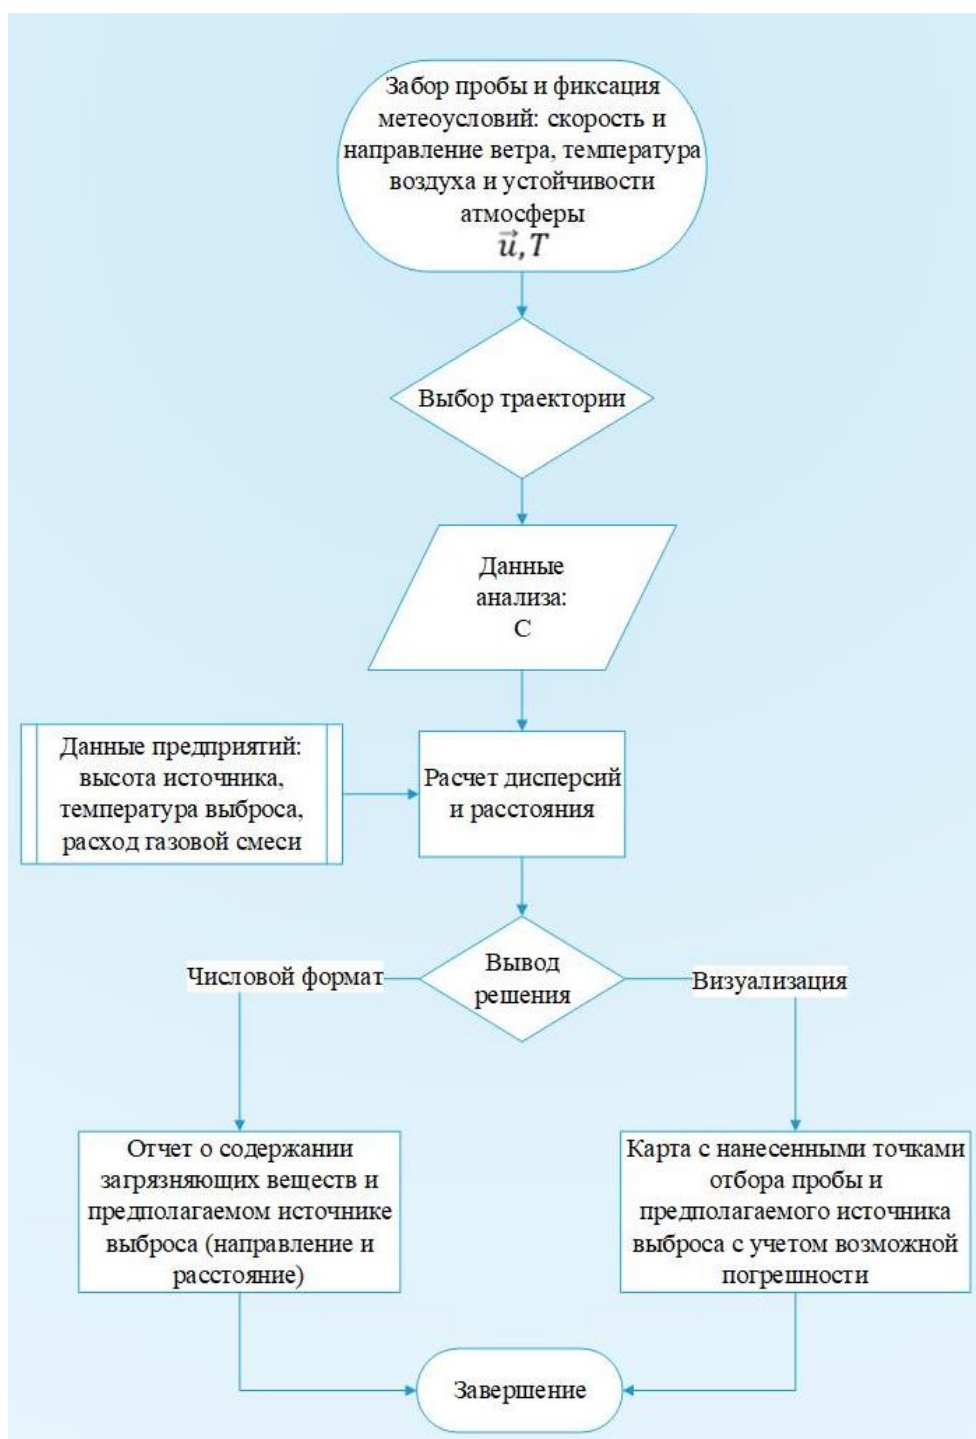 Забор пробы и фиксация
метеоусловий: скорость и
направление ветра, температура
воздуха и устойчивости
атмосферы
u⃗, T
Выбор траектории
Данные
анализа:
С
Данные предприятий:
высота источника,
температура выброса,
расход газовой смеси
Расчет дисперсий
и расстояния
Вывод
решения
Числовой формат
Визуализация
Отчет о содержании
загрязняющих веществ и
предполагаемом источнике
выброса (направление и
расстояние)
Карта с нанесенными точками
отбора пробы и
предполагаемого источника
выброса с учетом возможной
погрешности
Завершение